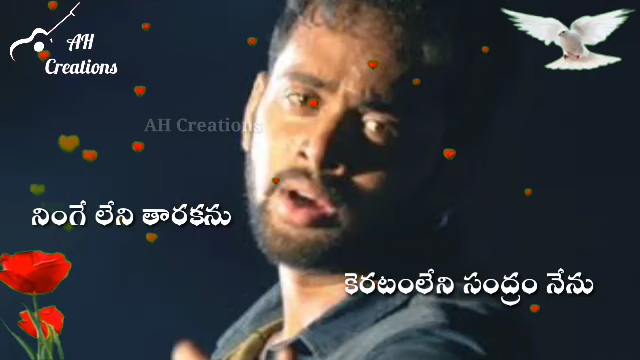 AH
Creations
AH Creations
నింగే లేని తారకను
కెరటంలేని సంద్రం నేను